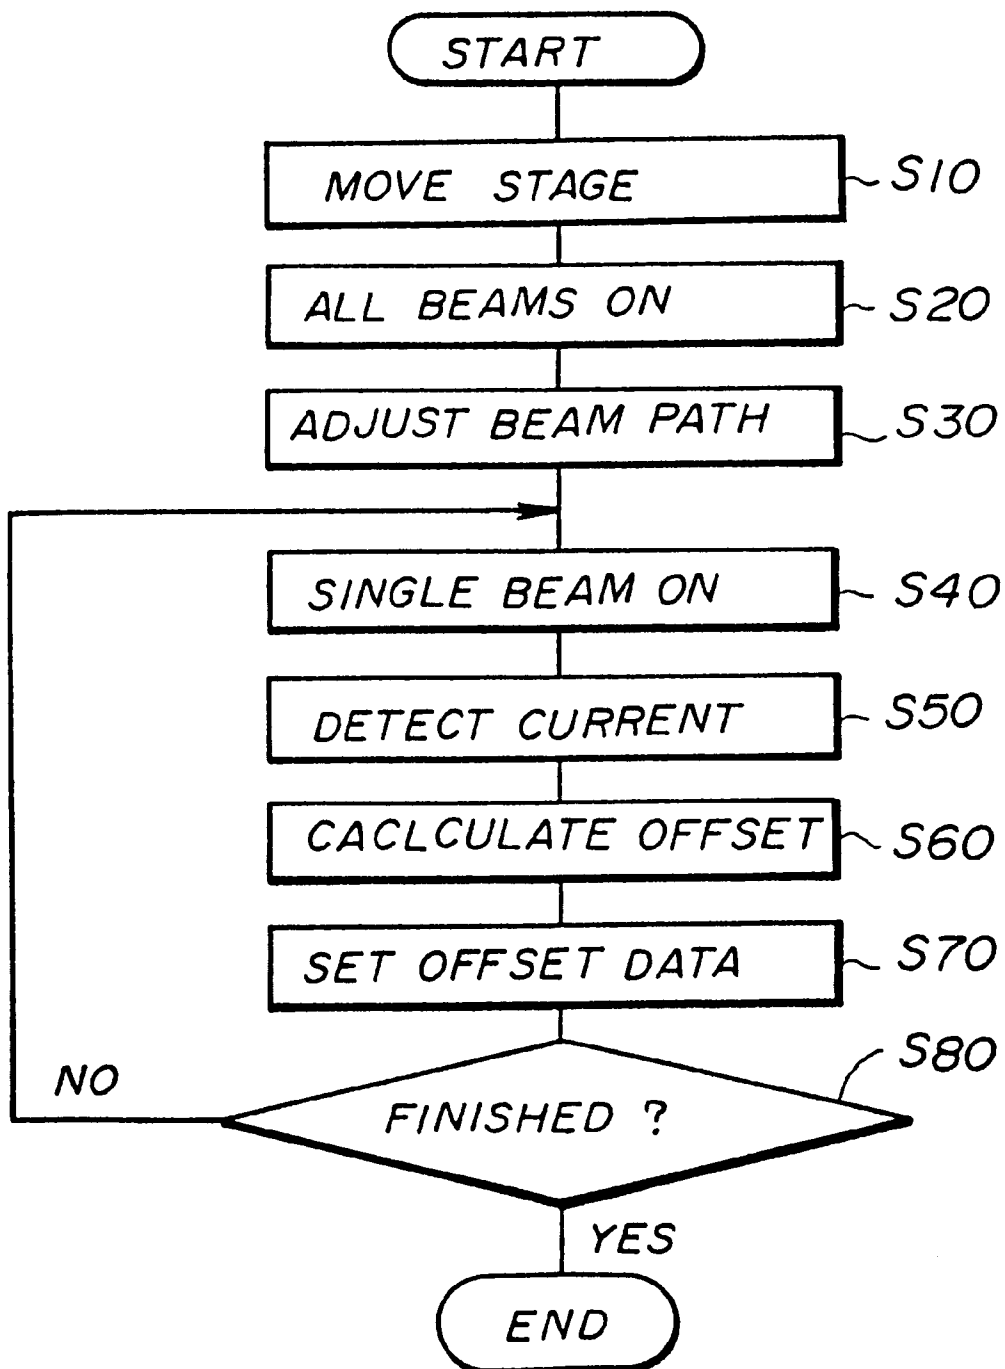 START
MOVE STAGE S10
ALL BEAMS ON S20
ADJUST BEAM PATH S30
SINGLE BEAM ON S40
DETECT CURRENT S50
CACLCULATE OFFSET S60
SET OFFSET DATA S70
S80
NO
FINISHED ?
YES
END